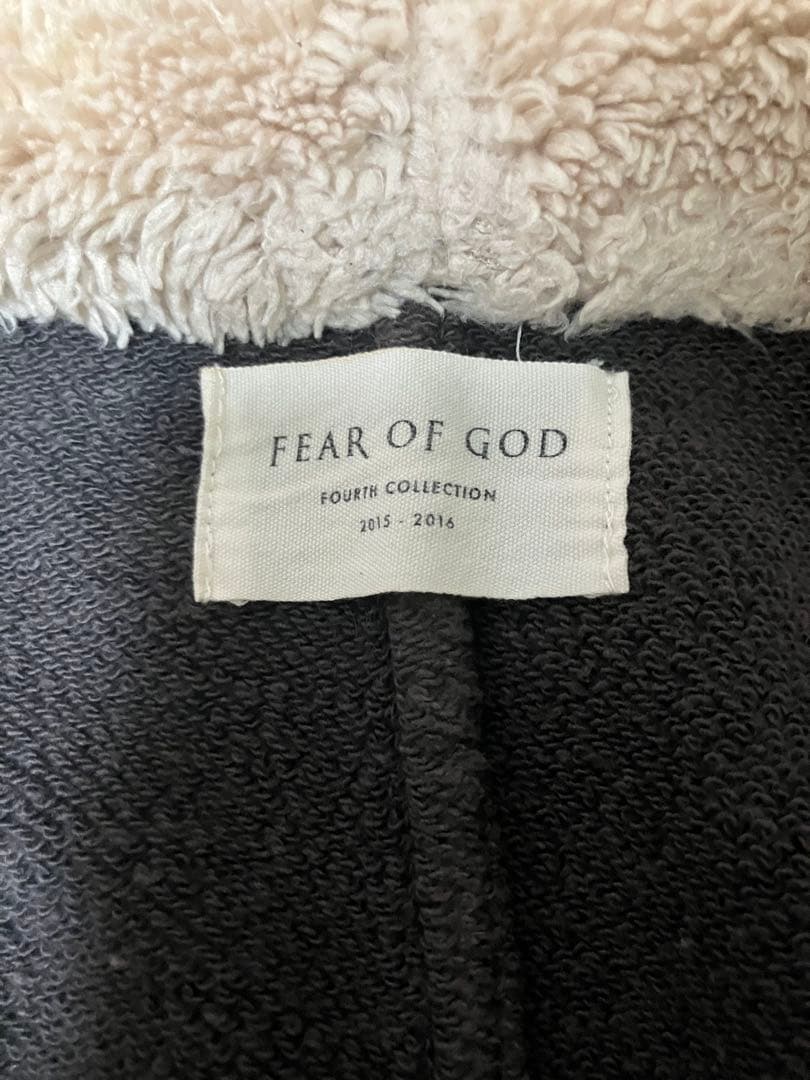 FEAR OF GOD
FOURTH COLLECTION
2015 - 2016